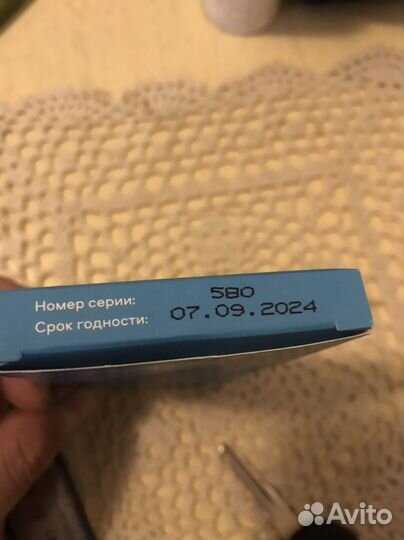 Номер серии: 580
Срок годности: 07.09.2024
Avito